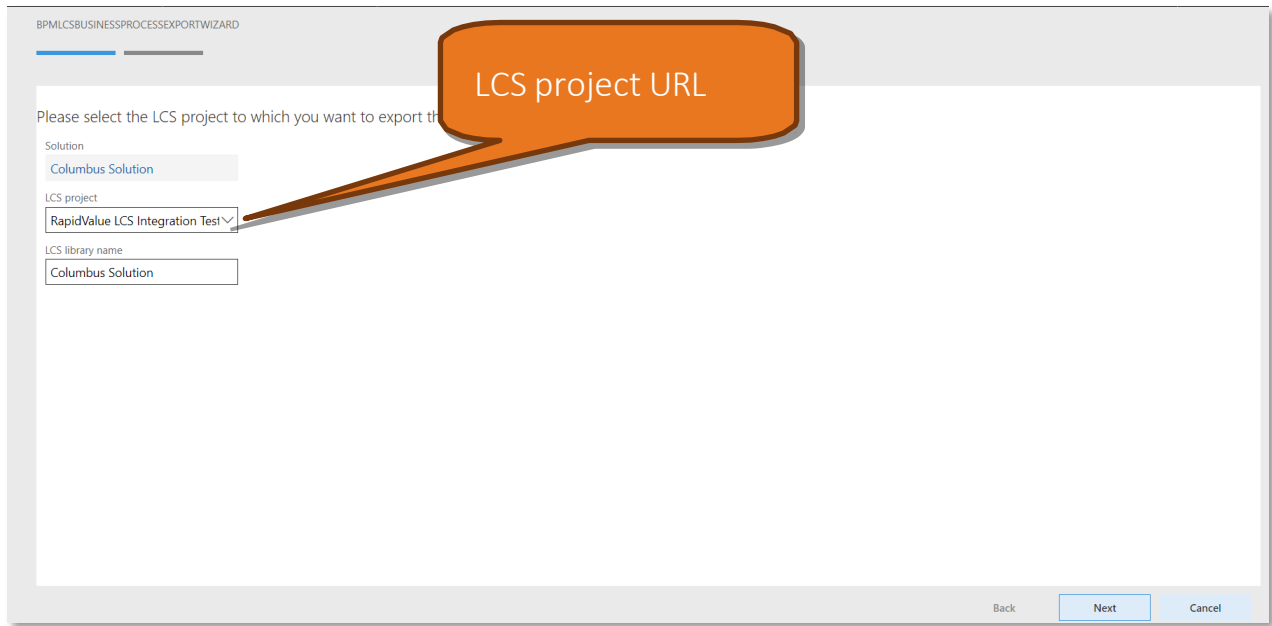 BPMLCSBUSINESSPROCESSEXPORTWIZARD
LCS project URL
Please select the LCS project to which you want to export
Solution
Columbus Solution
LCS project
RapidValue LCS Integration Test
LCS library name
Columbus Solution
Back
Next
Cancel